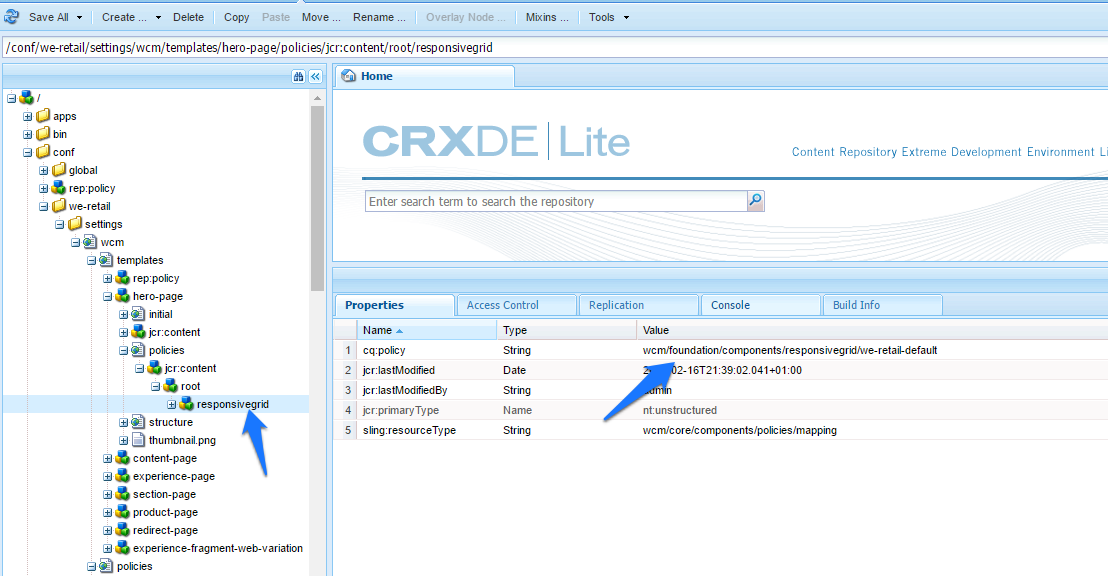 Save All Create ... Delete Copy Paste Move ... Rename ... Overlay Node ... Mixins ... Tools
/conf/we-retail/settings/wcm/templates/hero-page/policies/jcr:content/root/responsivegrid
Home
/
apps
bin
conf
global
rep:policy
we-retail
settings
wcm
templates
rep:policy
hero-page
initial
jcr:content
policies
jcr:content
root
responsivegrid
structure
thumbnail.png
content-page
experience-page
section-page
product-page
redirect-page
experience-fragment-web-variation
policies
CRXDE Lite
Content Repository Extreme Development Environment Li
Enter search term to search the repository
Properties Access Control Replication Console Build Info
Name Type Value
1 cq:policy String wcm/foundation/components/responsivegrid/we-retail-default
2 jcr:lastModified Date 02-16T21:39:02.041+01:00
3 jcr:lastModifiedBy String admin
4 jcr:primaryType Name nt:unstructured
5 sling:resourceType String wcm/core/components/policies/mapping